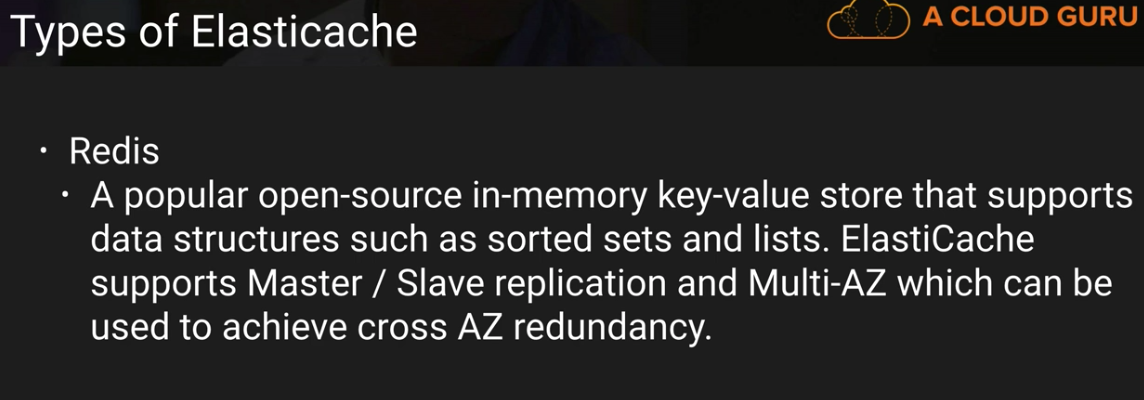 Types of Elasticache
A CLOUD GURU
· Redis
· A popular open-source in-memory key-value store that supports
data structures such as sorted sets and lists. ElastiCache
supports Master / Slave replication and Multi-AZ which can be
used to achieve cross AZ redundancy.